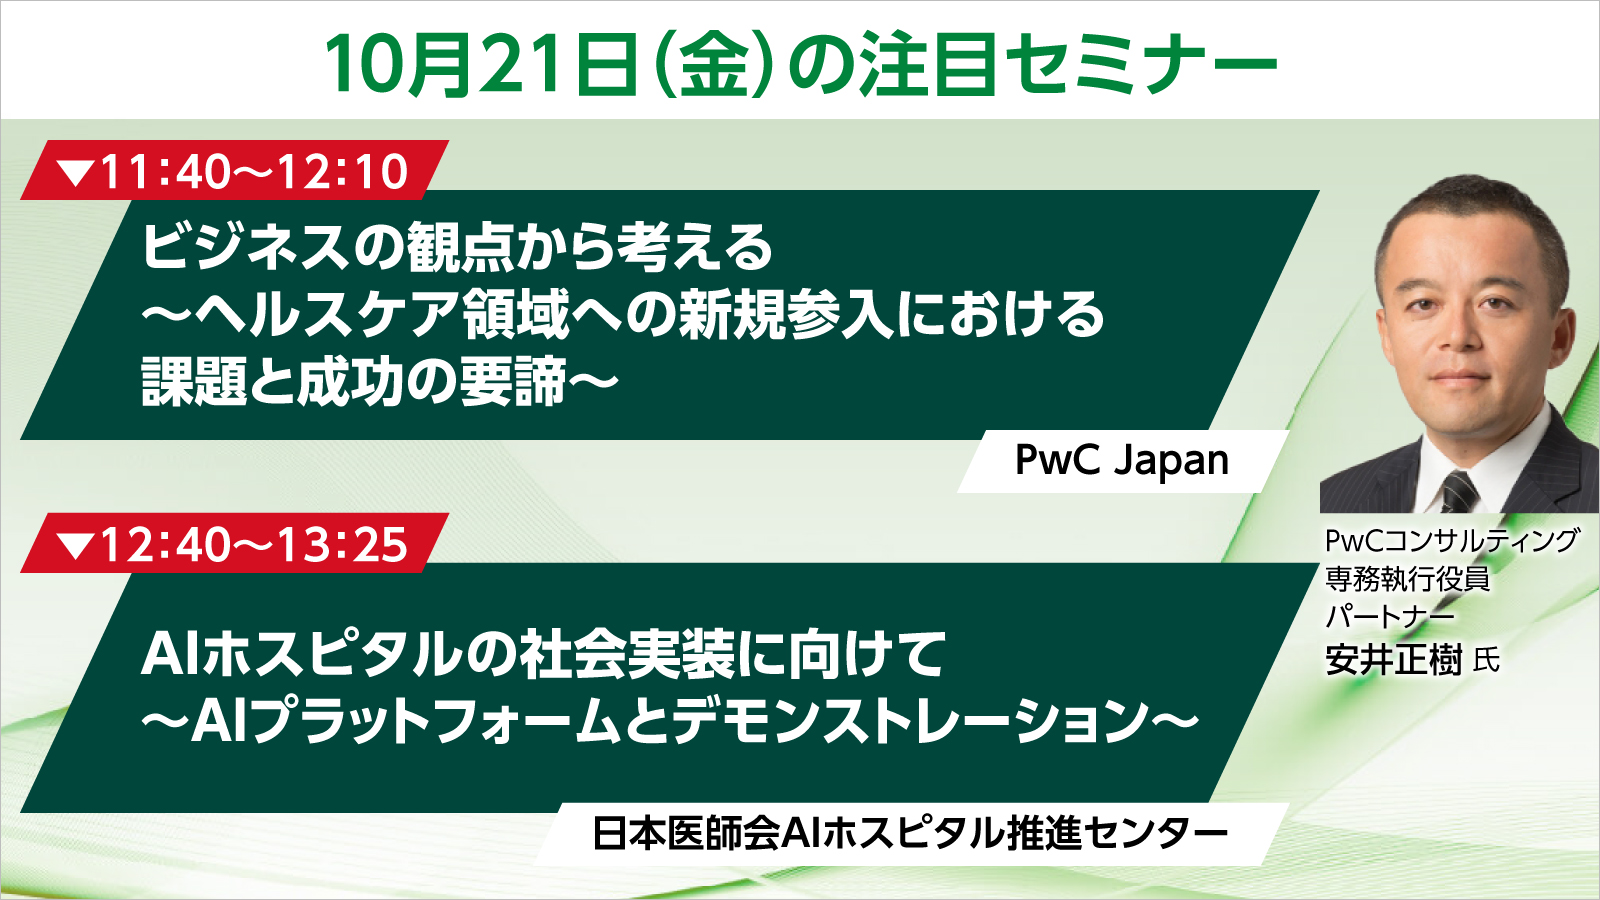 10月21日(金)の注目セミナー
▼11:40〜12:10
ビジネスの観点から考える
〜ヘルスケア領域への新規参入における
課題と成功の要諦〜
PwC Japan
PwCコンサルティング
専務執行役員
パートナー
安井正樹 氏
▼12:40〜13:25
AIホスピタルの社会実装に向けて
〜AIプラットフォームとデモンストレーション〜
日本医師会AIホスピタル推進センター